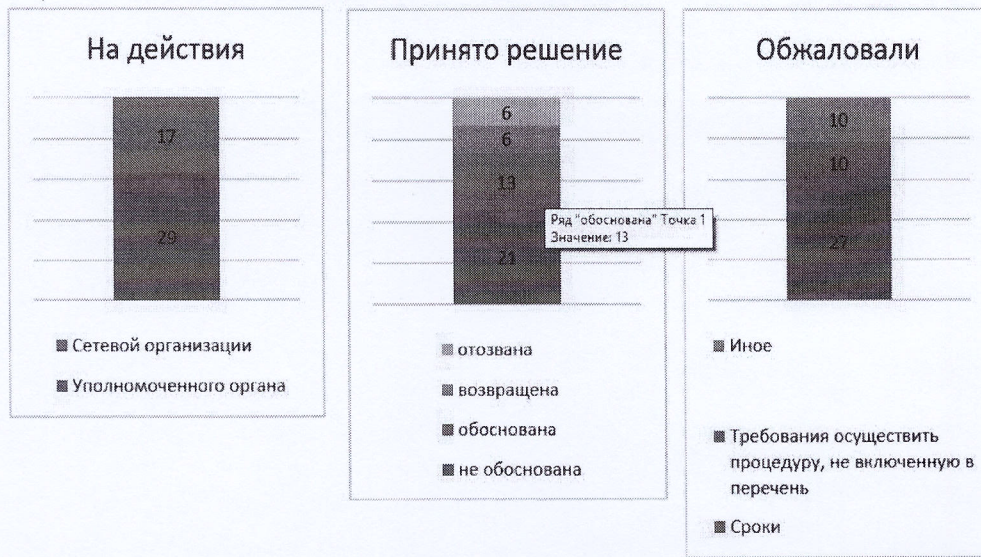 На действия
17
29
Сетевой организации
Уполномоченного органа
Принято решение
6
6
13
21
Ряд "обоснована" Точка 1
Значение: 13
отозвана
возвращена
обоснована
не обоснована
Обжаловали
10
10
27
Иное
Требования осуществить
процедуру, не включенную в
перечень
Сроки